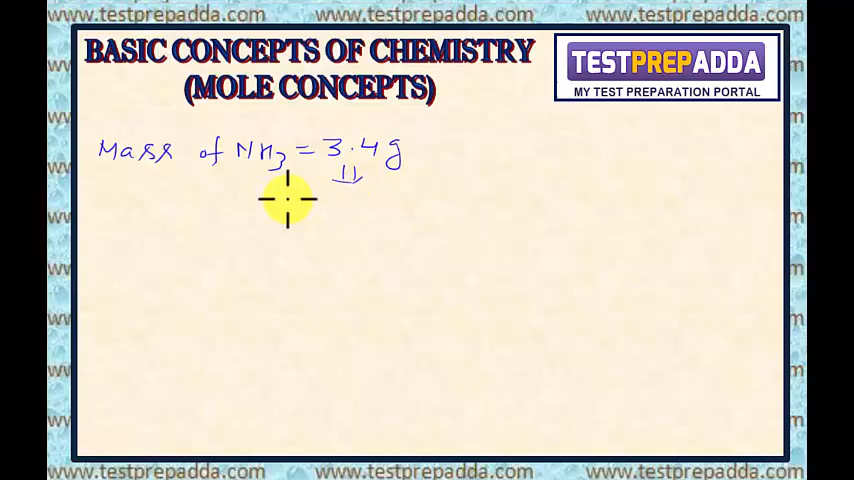 www.testprepadda.com www.testprepadda.com www.testprepadda.com
BASIC CONCEPTS OF CHEMISTRY
(MOLE CONCEPTS)
TESTPREPADDA
MY TEST PREPARATION PORTAL
Mass of NH3 = 3.4 g
www.testprepadda.com www.testprepadda.com www.testprepadda.com